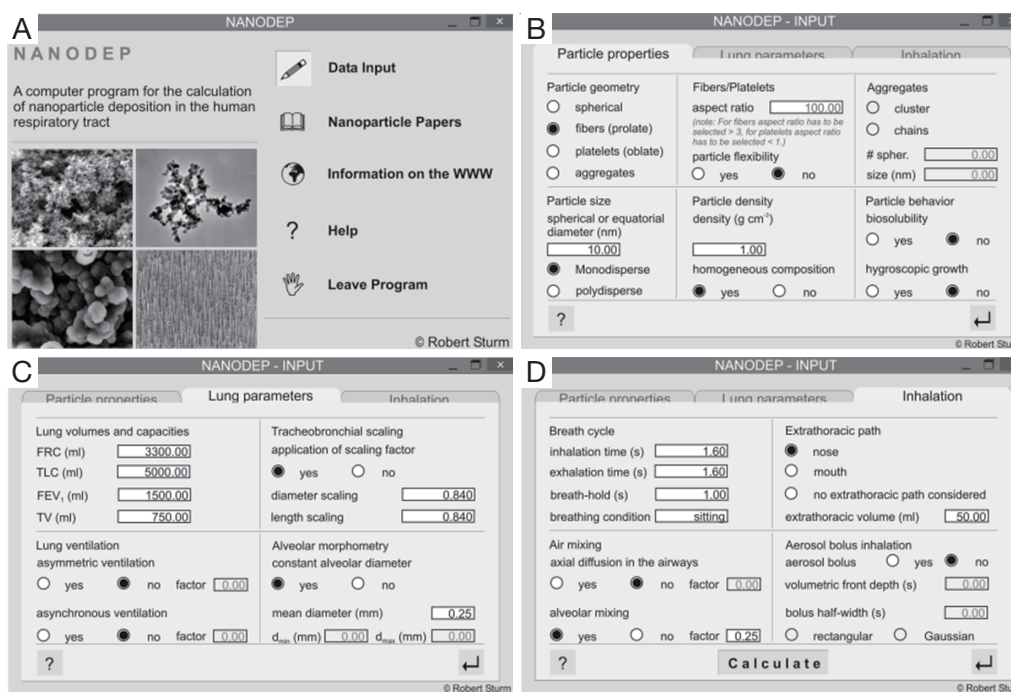 A
NANODEP
NANODEP
A computer program for the calculation
of nanoparticle deposition in the human
respiratory tract
Data Input
Nanoparticle Papers
Information on the WWW
? Help
Leave Program
© Robert Sturm
B
NANODEP - INPUT
Particle properties Lung parameters Inhalation
Particle geometry
spherical
fibers (prolate)
platelets (oblate)
aggregates
Fibers/Platelets
aspect ratio 100.00
(note: For fibers aspect ratio has to be
selected > 3, for platelets aspect ratio
has to be selected < 1.)
particle flexibility
yes no
Aggregates
cluster
chains
# spher. 0.00
size (nm) 0.00
Particle size
spherical or equatorial
diameter (nm)
10.00
Monodisperse
polydisperse
Particle density
density (g cm-3)
1.00
homogeneous composition
yes no
Particle behavior
biosolubility
yes no
hygroscopic growth
yes no
?
© Robert Stu
C
NANODEP - INPUT
Particle properties Lung parameters Inhalation
Lung volumes and capacities
FRC (ml) 3300.00
TLC (ml) 5000.00
FEV1 (ml) 1500.00
TV (ml) 750.00
Tracheobronchial scaling
application of scaling factor
yes no
diameter scaling 0.840
length scaling 0.840
Lung ventilation
asymmetric ventilation
yes no factor 0.00
asynchronous ventilation
yes no factor 0.00
Alveolar morphometry
constant alveolar diameter
yes no
mean diameter (mm) 0.25
dmin (mm) 0.00 dmax (mm) 0.00
?
© Robert Sturm
D
NANODEP - INPUT
Particle properties Lung parameters Inhalation
Breath cycle
inhalation time (s) 1.60
exhalation time (s) 1.60
breath-hold (s) 1.00
breathing condition sitting
Extrathoracic path
nose
mouth
no extrathoracic path considered
extrathoracic volume (ml) 50.00
Air mixing
axial diffusion in the airways
yes no factor 0.00
alveolar mixing
yes no factor 0.25
Aerosol bolus inhalation
aerosol bolus yes no
volumetric front depth (s) 0.00
bolus half-width (s) 0.00
rectangular Gaussian
?
Calculate
© Robert Stu